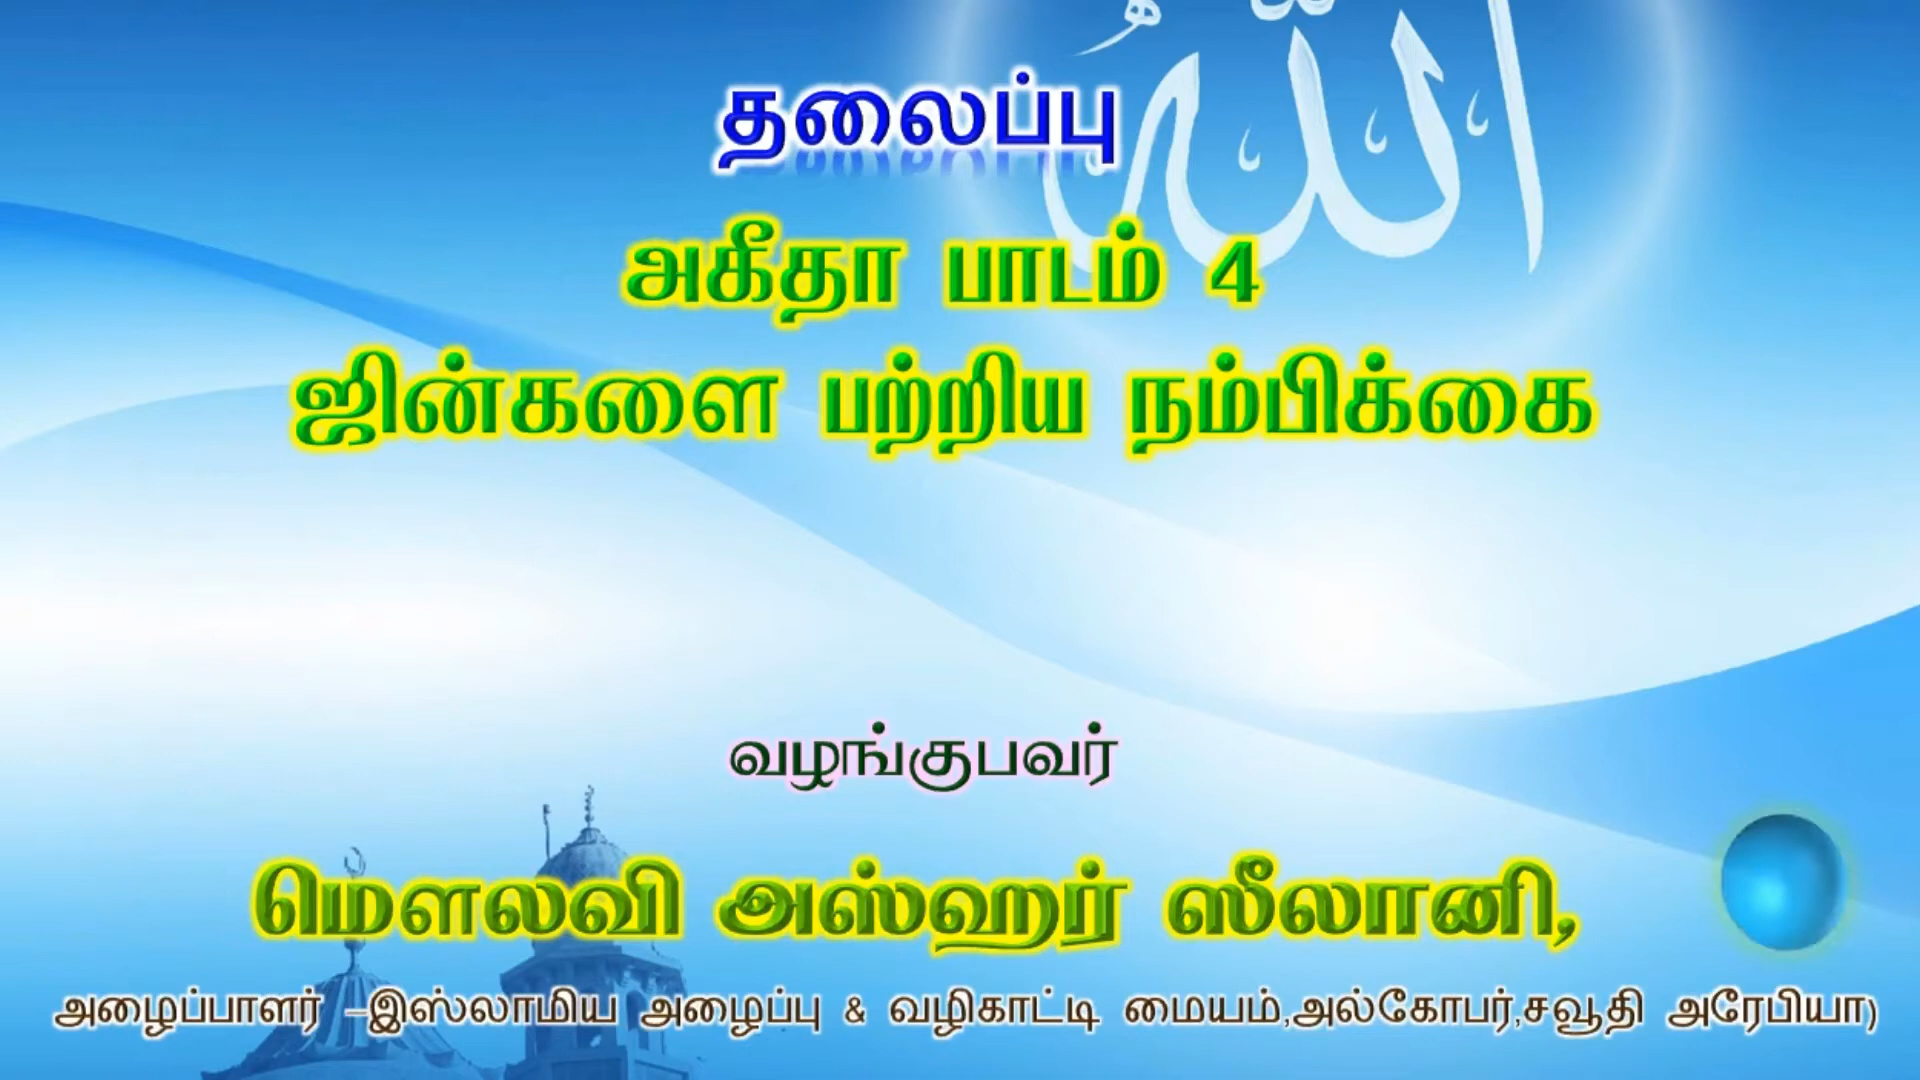 الله
தலைப்பு
அகீதா பாடம் 4
ஜின்களை பற்றிய நம்பிக்கை
வழங்குபவர்
மௌலவி அஸ்ஹர் ஸீலானி,
அழைப்பாளர் –இஸ்லாமிய அழைப்பு & வழிகாட்டி மையம்,அல்கோபர்,சவூதி அரேபியா)